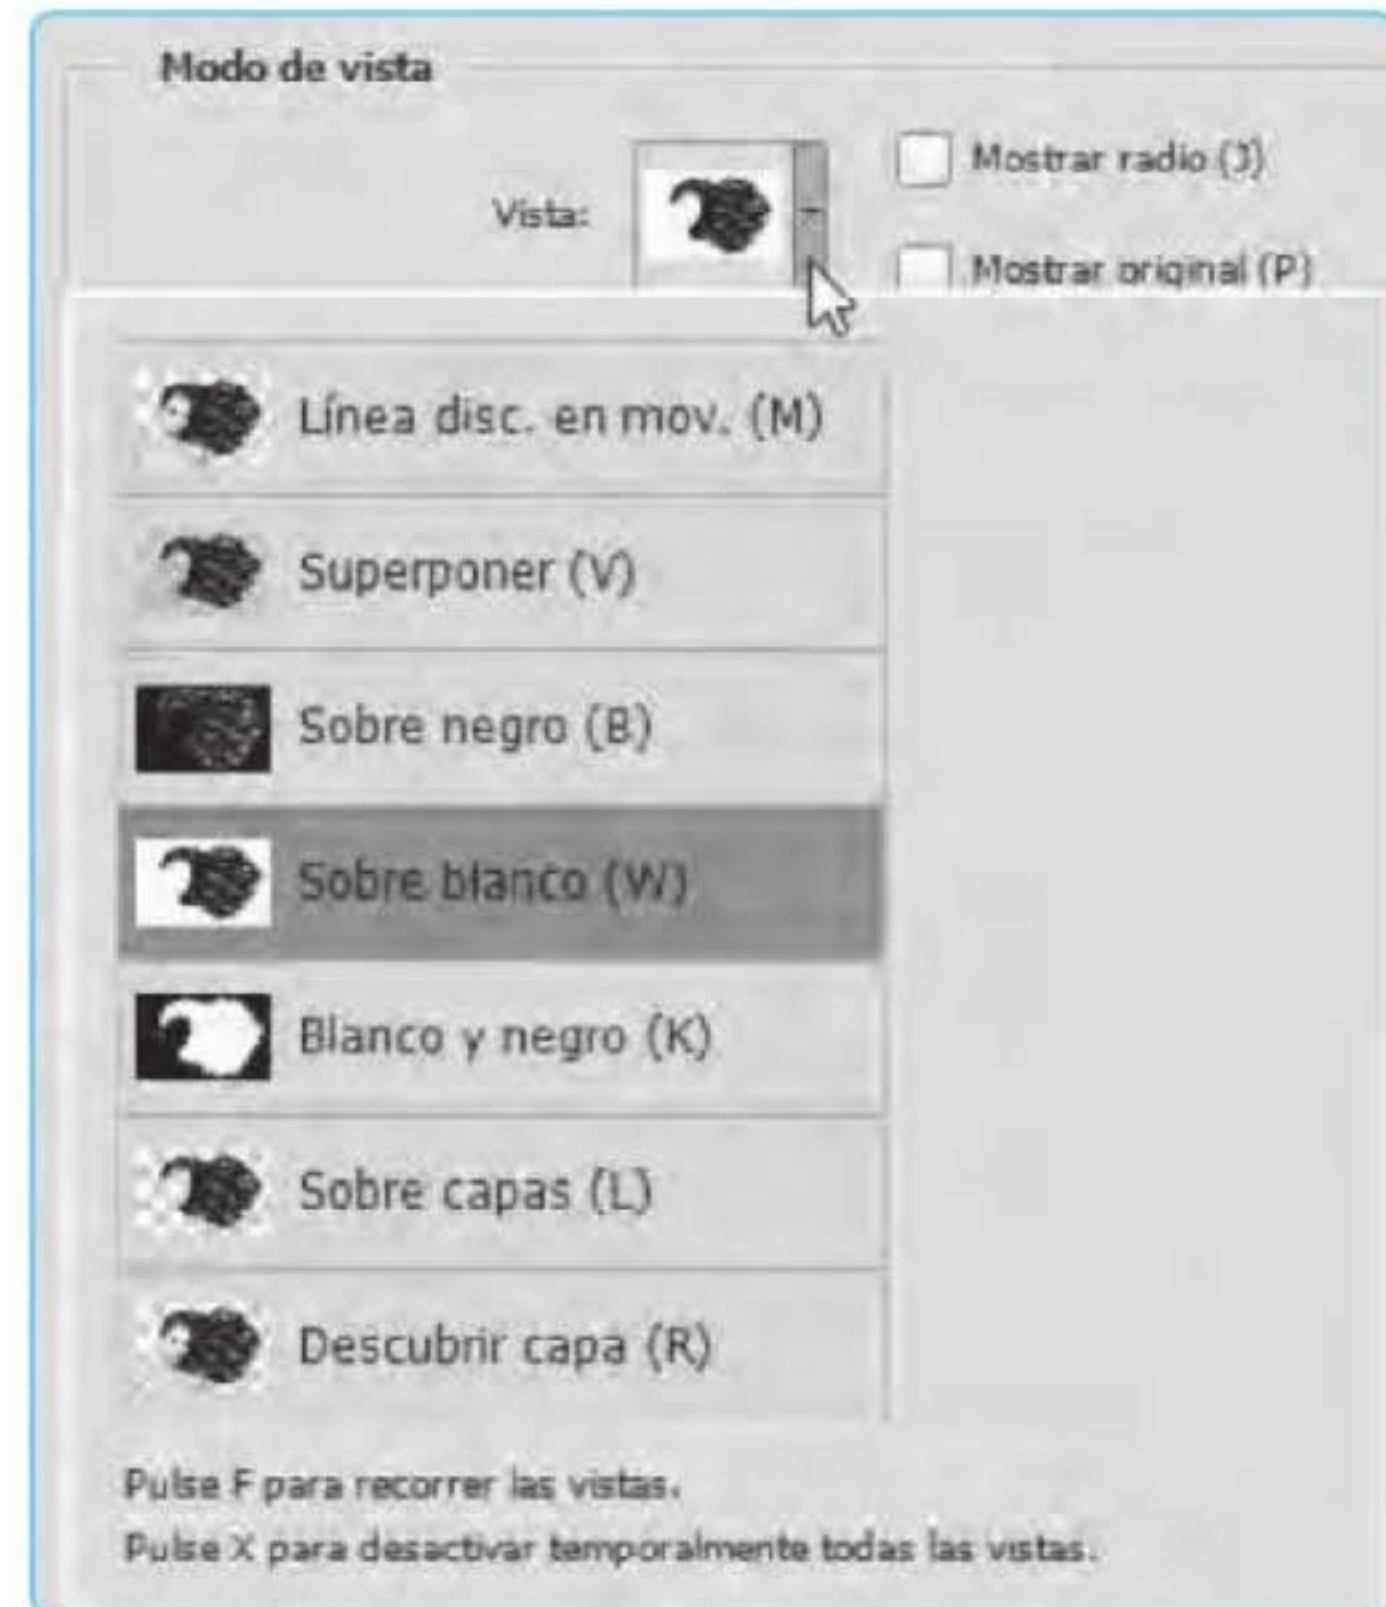 Modo de vista
Vista:
Mostrar radio (J)
Mostrar original (P)
Línea disc. en mov. (M)
Superponer (V)
Sobre negro (B)
Sobre blanco (W)
Blanco y negro (K)
Sobre capas (L)
Descubrir capa (R)
Pulse F para recorrer las vistas.
Pulse X para desactivar temporalmente todas las vistas.